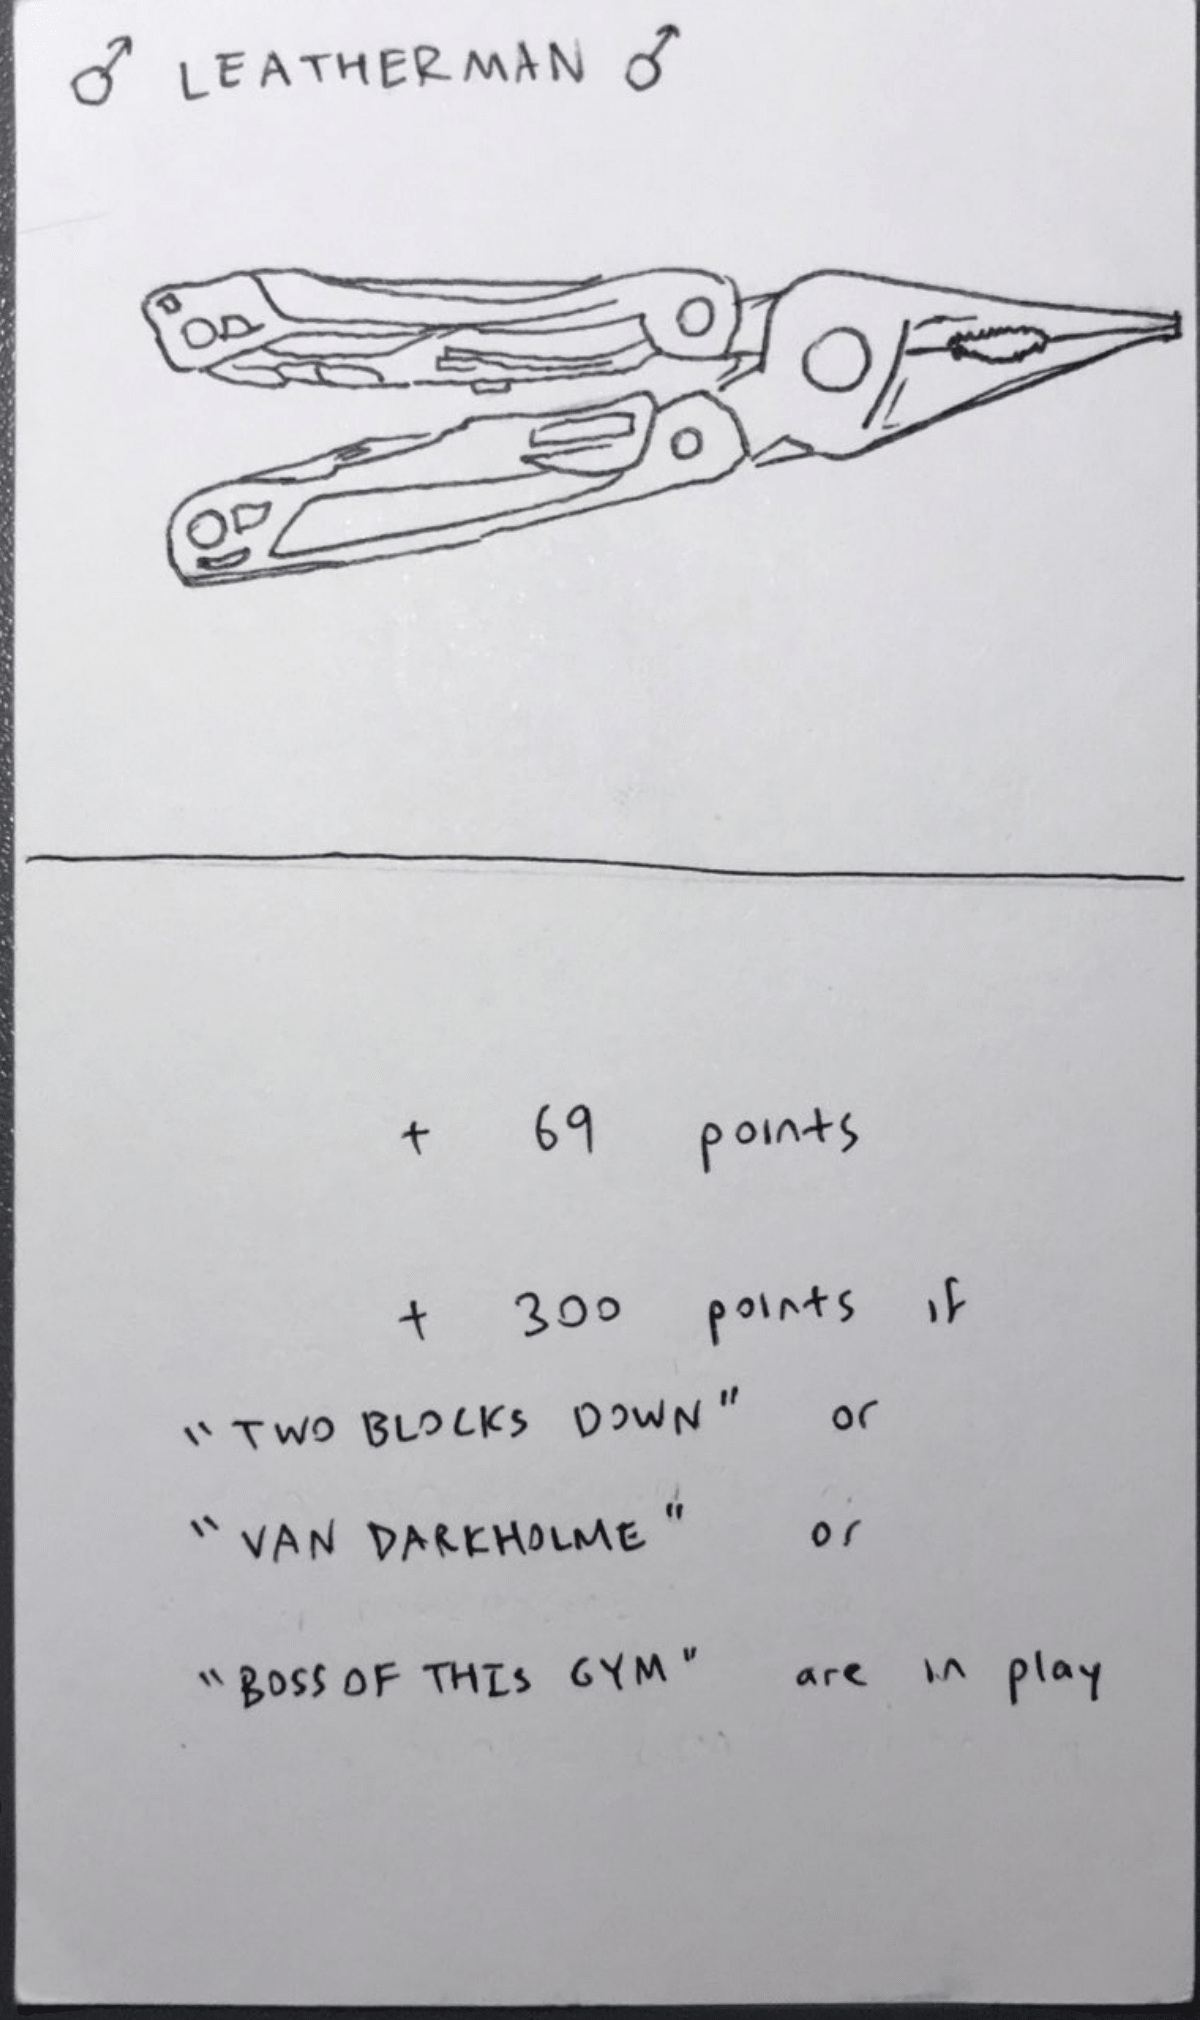 ♂ LEATHERMAN ♂
+ 69 points
+ 300 points if
"TWO BLOCKS DOWN" or
"VAN DARKHOLME" or
"BOSS OF THIS GYM" are in play